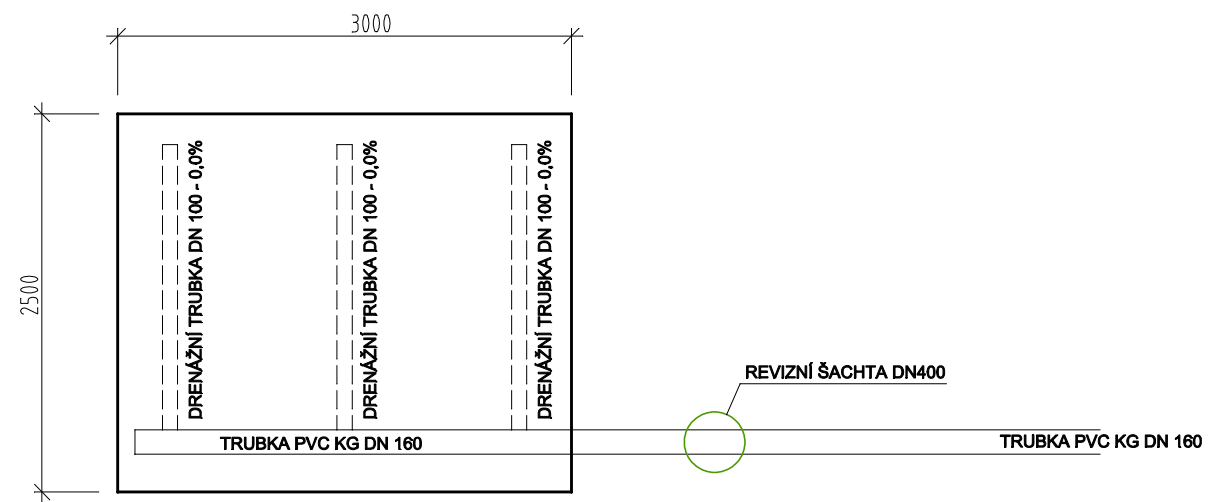 3000
2500
DRENÁŽNÍ TRUBKA DN 100 - 0,0%
DRENÁŽNÍ TRUBKA DN 100 - 0,0%
DRENÁŽNÍ TRUBKA DN 100 - 0,0%
REVIZNÍ ŠACHTA DN400
TRUBKA PVC KG DN 160
TRUBKA PVC KG DN 160